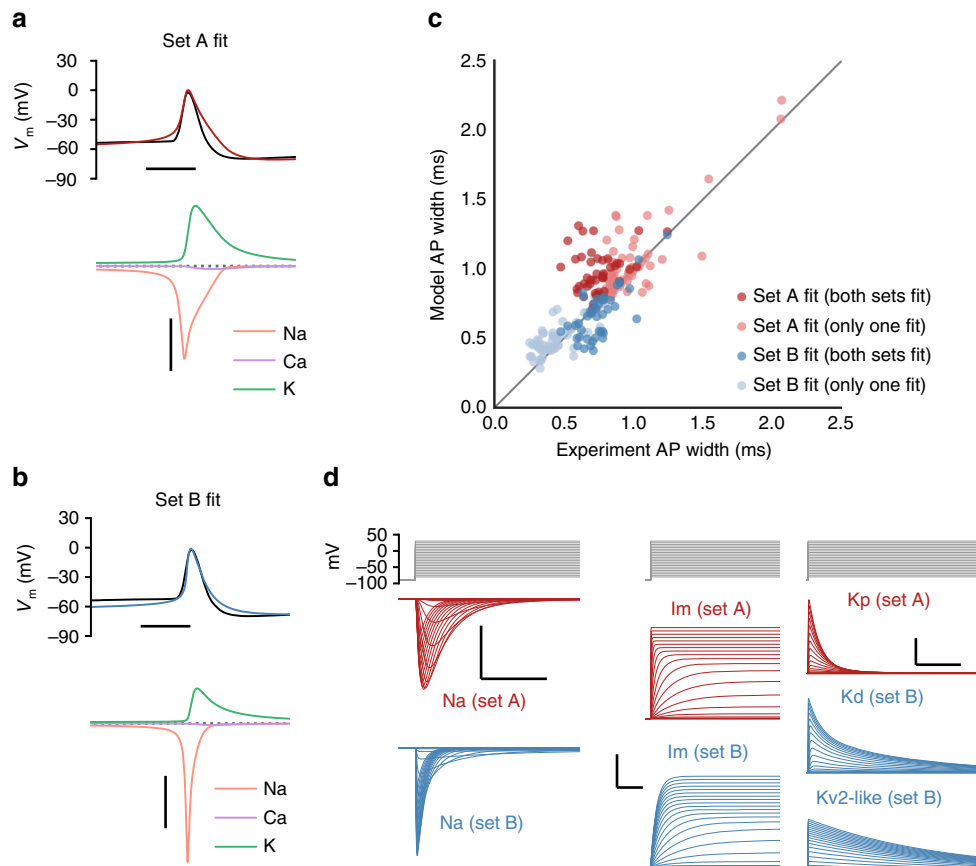 a
Set A fit
30
0
−30
−60
−90
Vm (mV)
Na
Ca
K
b
Set B fit
30
0
−30
−60
−90
Vm (mV)
Na
Ca
K
c
2.5
2.0
1.5
1.0
0.5
0.0
Model AP width (ms)
Set A fit (both sets fit)
Set A fit (only one fit)
Set B fit (both sets fit)
Set B fit (only one fit)
0.0 0.5 1.0 1.5 2.0 2.5
Experiment AP width (ms)
d
50
0
−50
−100
mV
Na (set A)
Na (set B)
Im (set A)
Im (set B)
Kp (set A)
Kd (set B)
Kv2-like (set B)